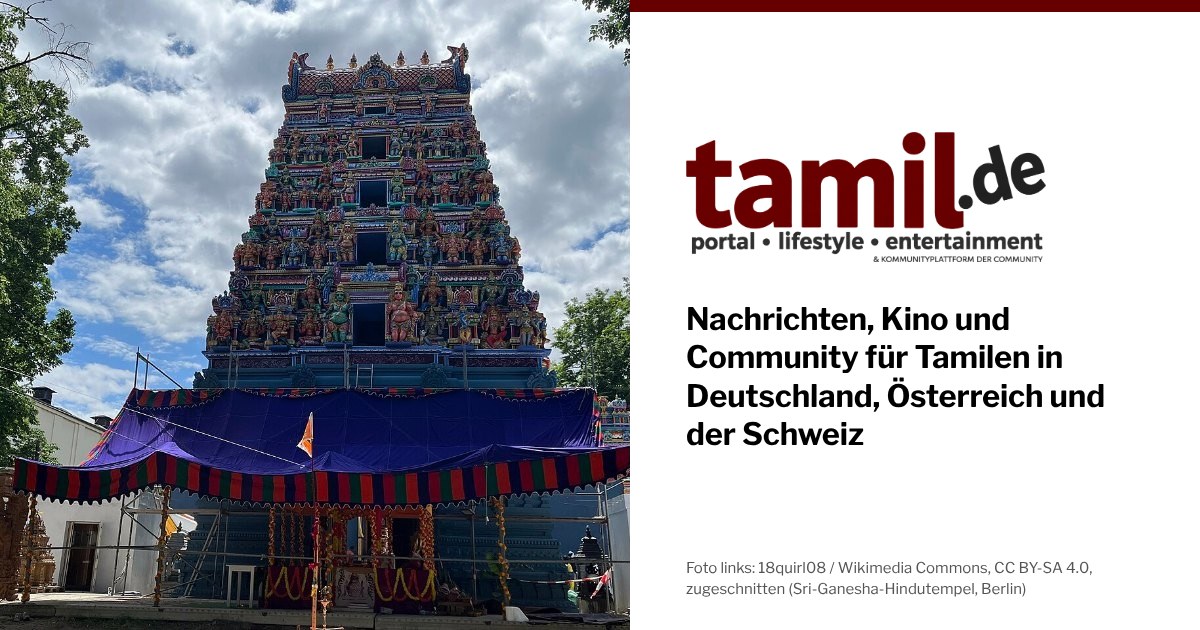 tamil.de
portal • lifestyle • entertainment
& KOMMUNITYPLATTFORM DER COMMUNITY
Nachrichten, Kino und
Community für Tamilen in
Deutschland, Österreich und
der Schweiz
Foto links: 18quirl08 / Wikimedia Commons, CC BY-SA 4.0,
zugeschnitten (Sri-Ganesha-Hindutempel, Berlin)